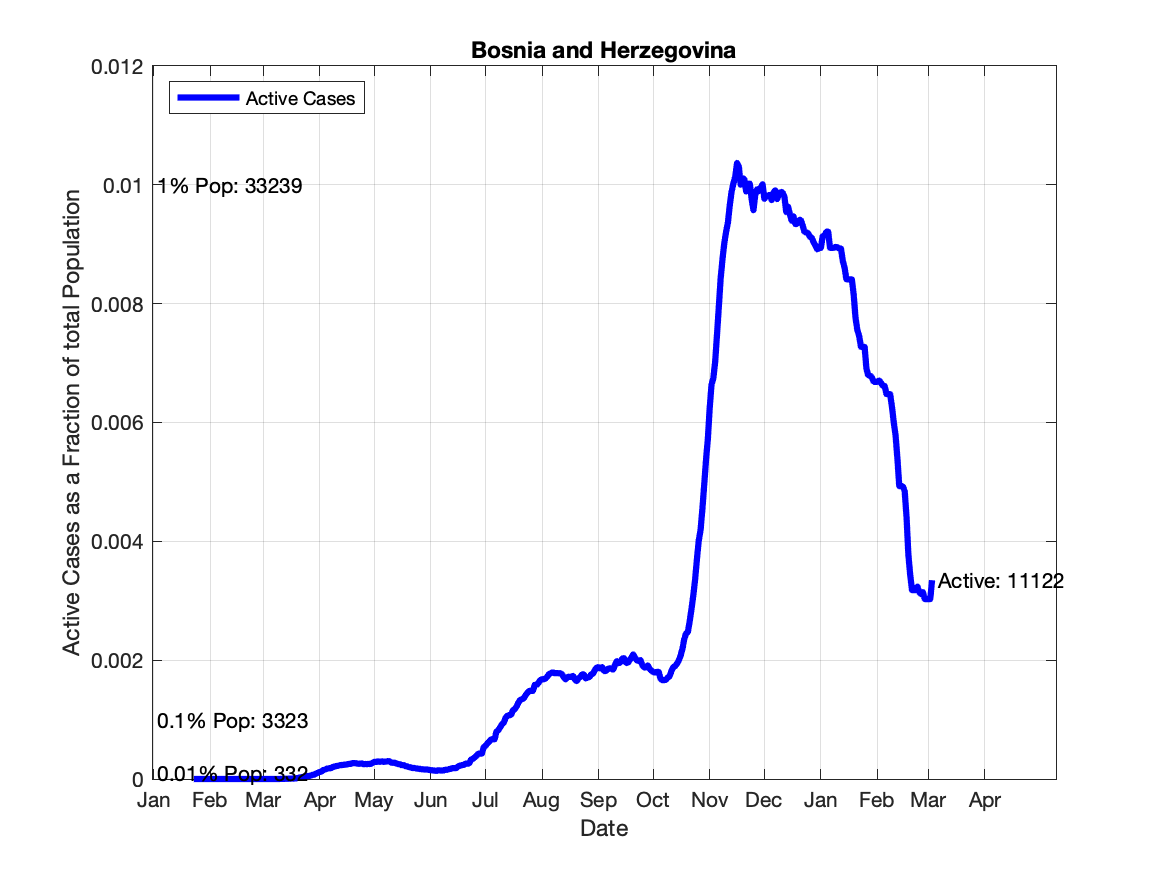 Bosnia and Herzegovina
Active Cases
0.012
0.01
0.008
0.006
0.004
0.002
0
1% Pop: 33239
0.1% Pop: 3323
0.01% Pop: 332
Active: 11122
Active Cases as a Fraction of total Population
Jan Feb Mar Apr May Jun Jul Aug Sep Oct Nov Dec Jan Feb Mar Apr
Date